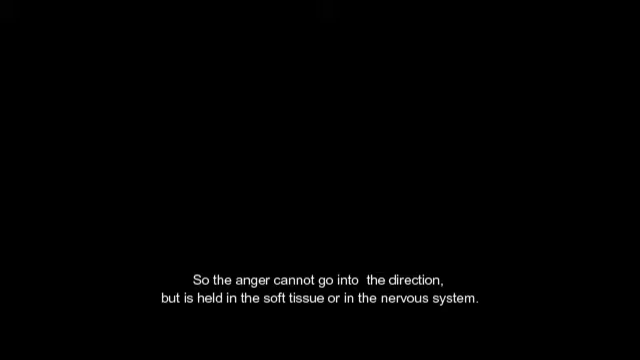 So the anger cannot go into  the direction,
but is held in the soft tissue or in the nervous system.